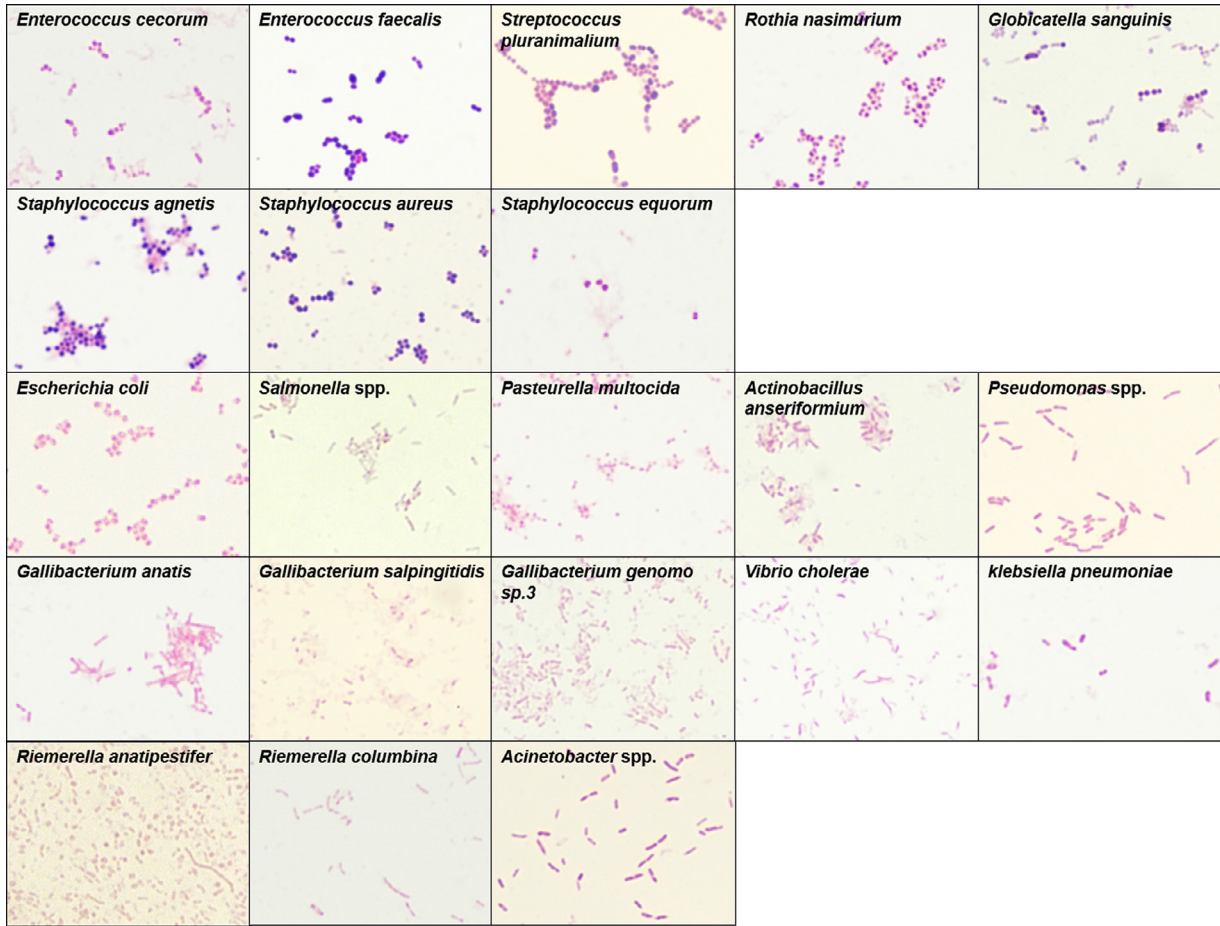 Enterococcus cecorum
Enterococcus faecalis
Streptococcus
pluranimalium
Rothia nasimurium
Globicatella sanguinis
Staphylococcus agnetis
Staphylococcus aureus
Staphylococcus equorum
Escherichia coli
Salmonella spp.
Pasteurella multocida
Actinobacillus
anseriformium
Pseudomonas spp.
Gallibacterium anatis
Gallibacterium salpingitidis
Gallibacterium genomo
sp.3
Vibrio cholerae
klebsiella pneumoniae
Riemerella anatipestifer
Riemerella columbina
Acinetobacter spp.